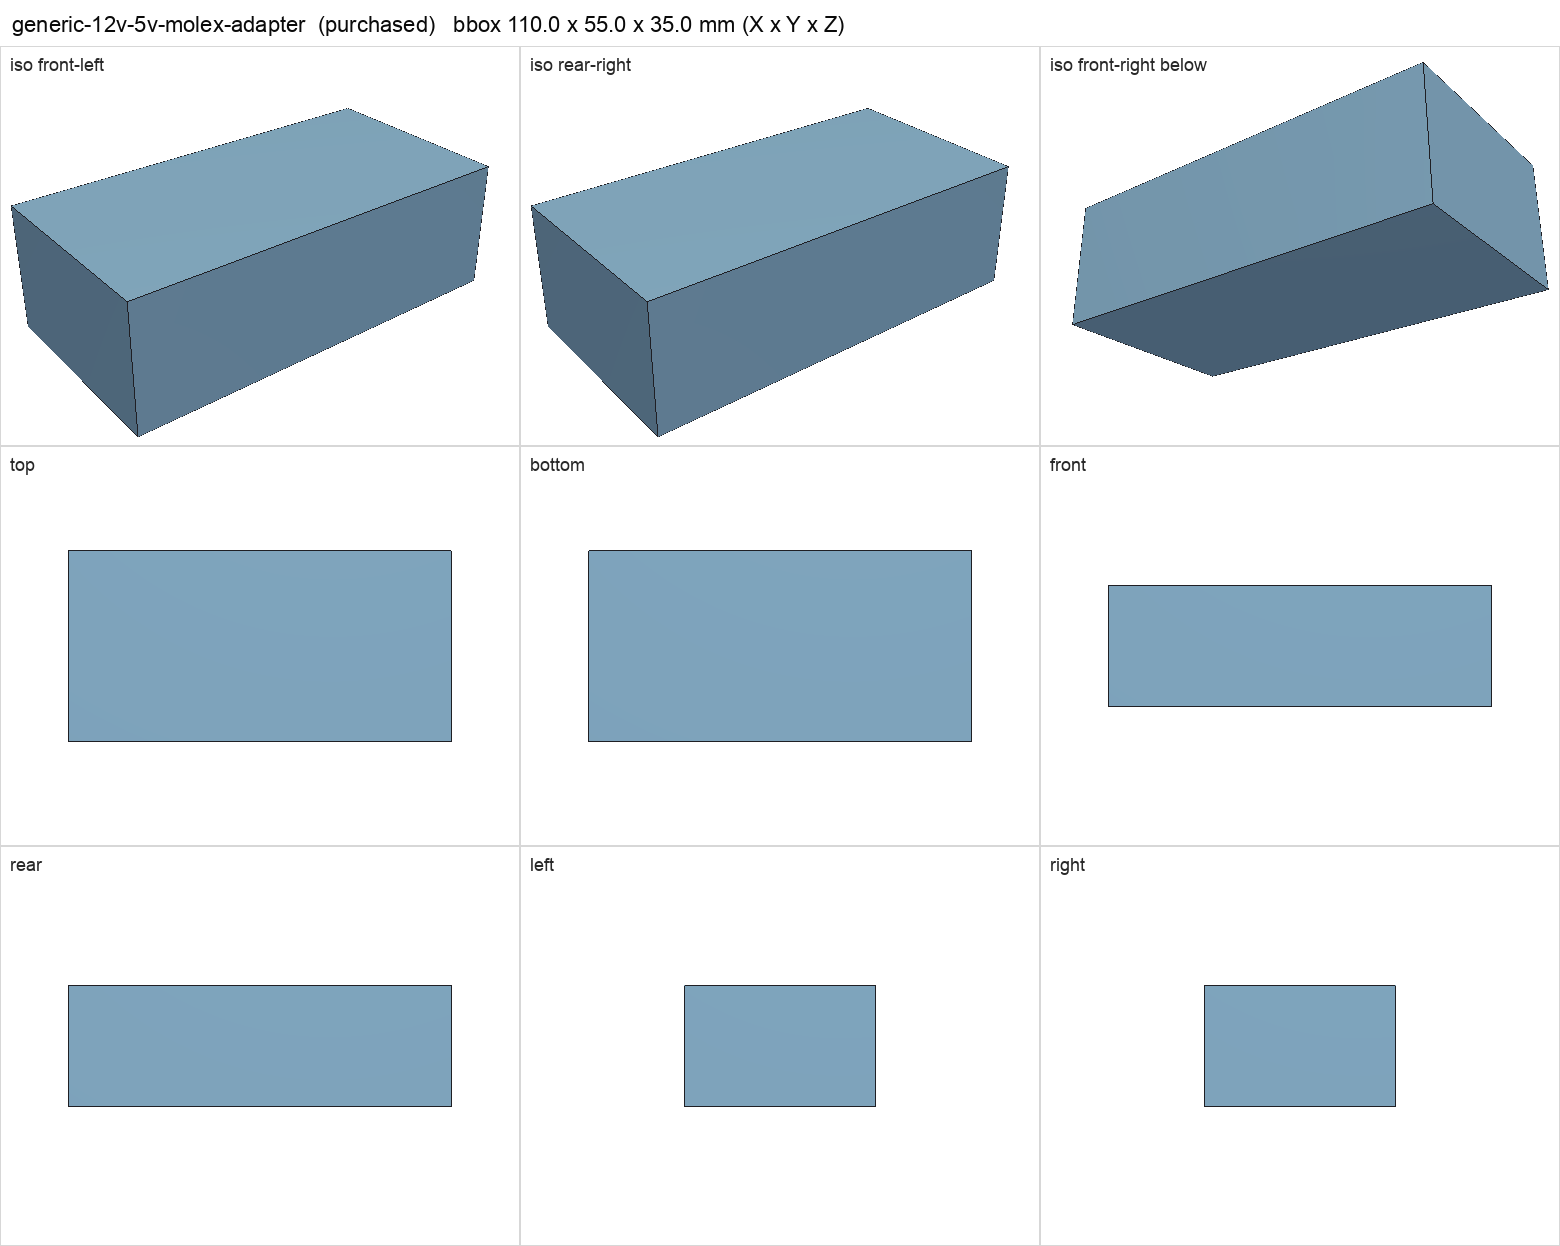 generic-12v-5v-molex-adapter (purchased) bbox 110.0 x 55.0 x 35.0 mm (X x Y x Z)
iso front-left
iso rear-right
iso front-right below
top
bottom
front
rear
left
right